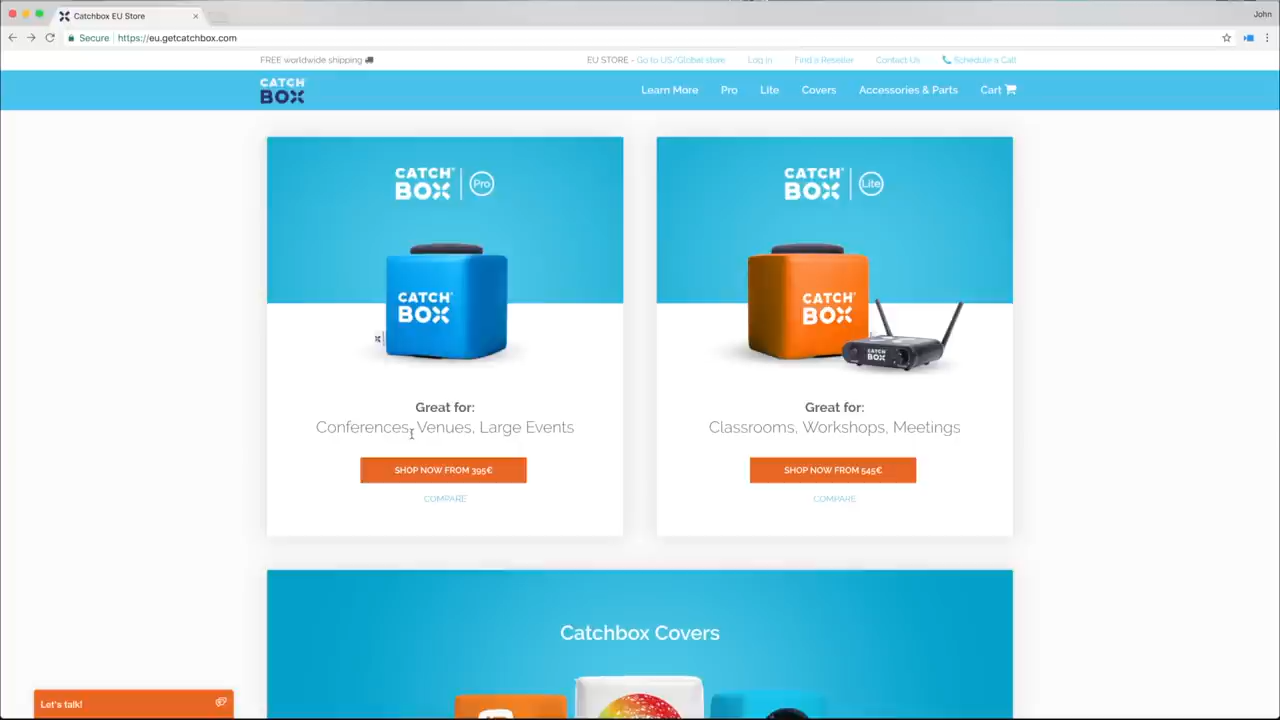 Catchbox EU Store
John
Secure
https://eu.getcatchbox.com
FREE worldwide shipping
EU STORE - Go to US/Global store
Log in
Find a Reseller
Contact Us
Schedule a Call
CATCH
BOX
Learn More
Pro
Lite
Covers
Accessories & Parts
Cart
CATCH
BOX
Pro
CATCH
BOX
Lite
CATCH
BOX
CATCH
BOX
CATCH
BOX
Great for:
Conferences, Venues, Large Events
SHOP NOW FROM 395€
COMPARE
Great for:
Classrooms, Workshops, Meetings
SHOP NOW FROM 545€
COMPARE
Catchbox Covers
Let's talk!